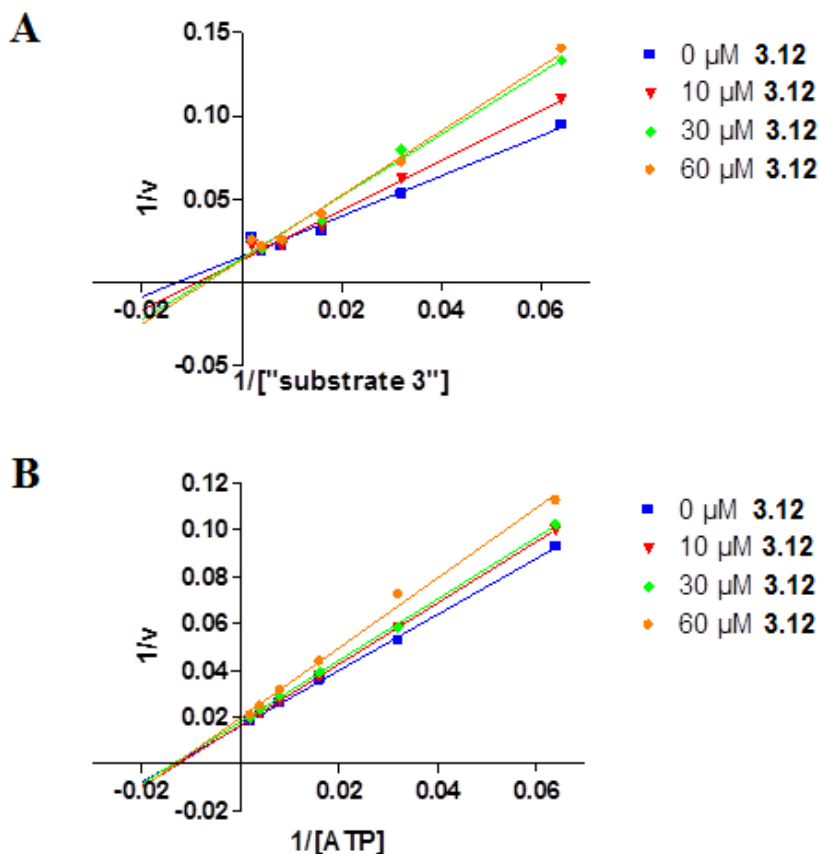 A
0.15
0.10
0.05
-0.05
-0.02
0.02
0.04
0.06
1/v
1/["substrate 3"]
0 µM 3.12
10 µM 3.12
30 µM 3.12
60 µM 3.12
B
0.12
0.10
0.08
0.06
0.04
0.02
-0.02
-0.02
0.02
0.04
0.06
1/v
1/[ATP]
0 µM 3.12
10 µM 3.12
30 µM 3.12
60 µM 3.12